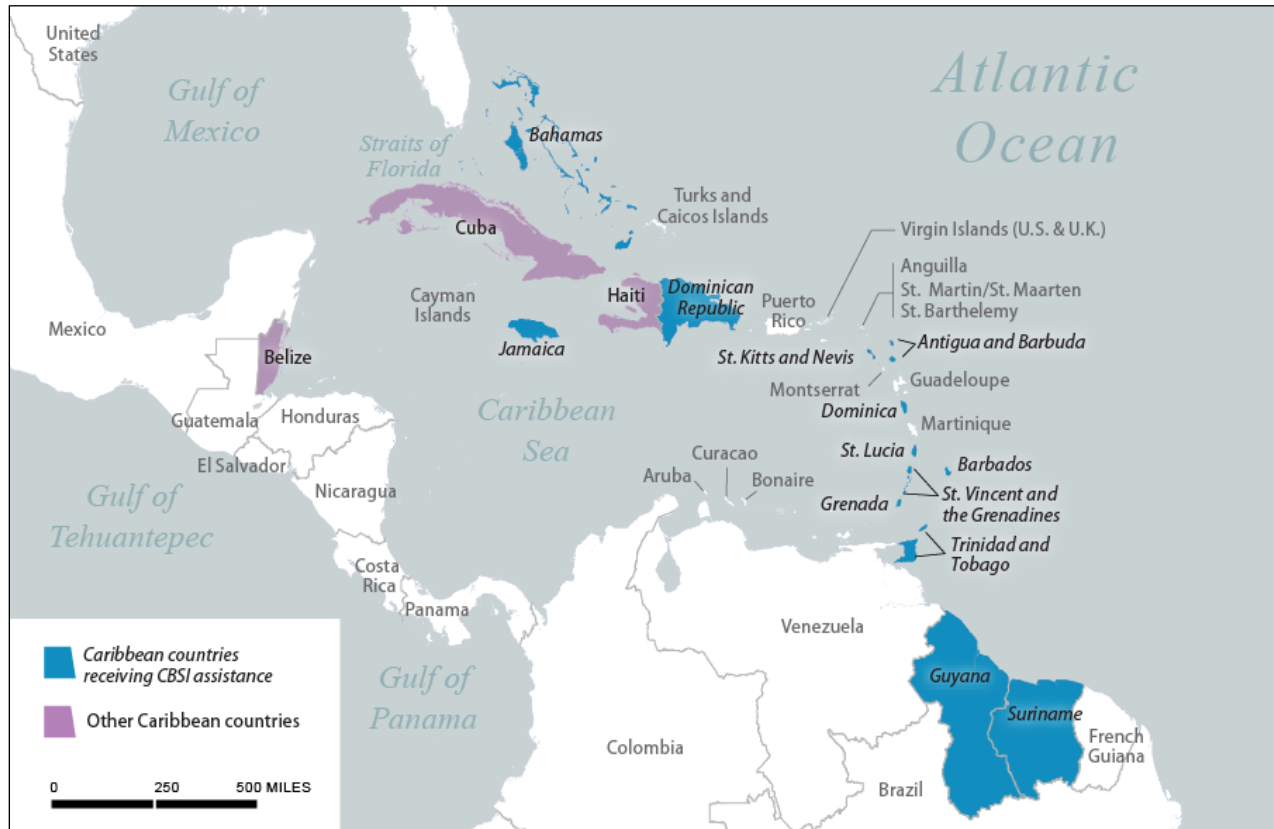 United
States
Gulf of
Mexico
Atlantic
Ocean
Straits of
Florida
Bahamas
Turks and
Caicos Islands
Cuba
Virgin Islands (U.S. & U.K.)
Anguilla
St. Martin/St. Maarten
St. Barthelemy
Cayman
Islands
Haiti
Dominican
Republic
Puerto
Rico
Mexico
Jamaica
Belize
St. Kitts and Nevis
Antigua and Barbuda
Montserrat
Guadeloupe
Guatemala
Honduras
Caribbean
Sea
Dominica
Martinique
El Salvador
St. Lucia
Barbados
Curacao
Aruba
Bonaire
Nicaragua
Grenada
St. Vincent and
the Grenadines
Gulf of
Tehuantepec
Trinidad and
Tobago
Costa
Rica
Panama
Venezuela
Guyana
Suriname
French
Guiana
Gulf of
Panama
Colombia
Brazil
Caribbean countries
receiving CBSI assistance
Other Caribbean countries
0 250 500 MILES